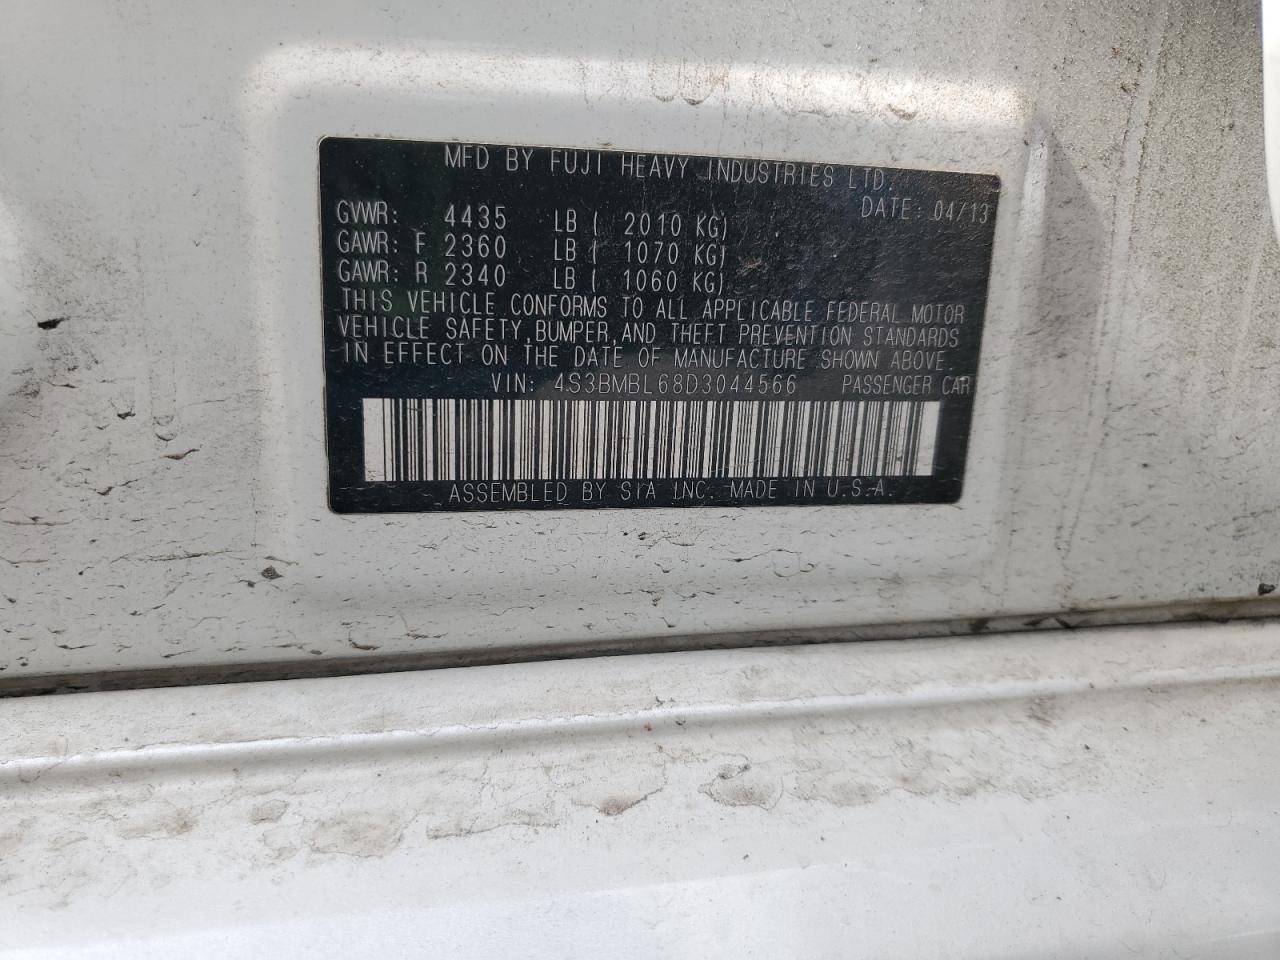 MFD BY FUJI HEAVY INDUSTRIES LTD.
DATE: 04/13
GVWR: 4435 LB ( 2010 KG)
GAWR: F 2360 LB ( 1070 KG)
GAWR: R 2340 LB ( 1060 KG)
THIS VEHICLE CONFORMS TO ALL APPLICABLE FEDERAL MOTOR
VEHICLE SAFETY, BUMPER, AND THEFT PREVENTION STANDARDS
IN EFFECT ON THE DATE OF MANUFACTURE SHOWN ABOVE.
VIN: 4S3BMBL68D3044566 PASSENGER CAR
ASSEMBLED BY SIA INC. MADE IN U.S.A.